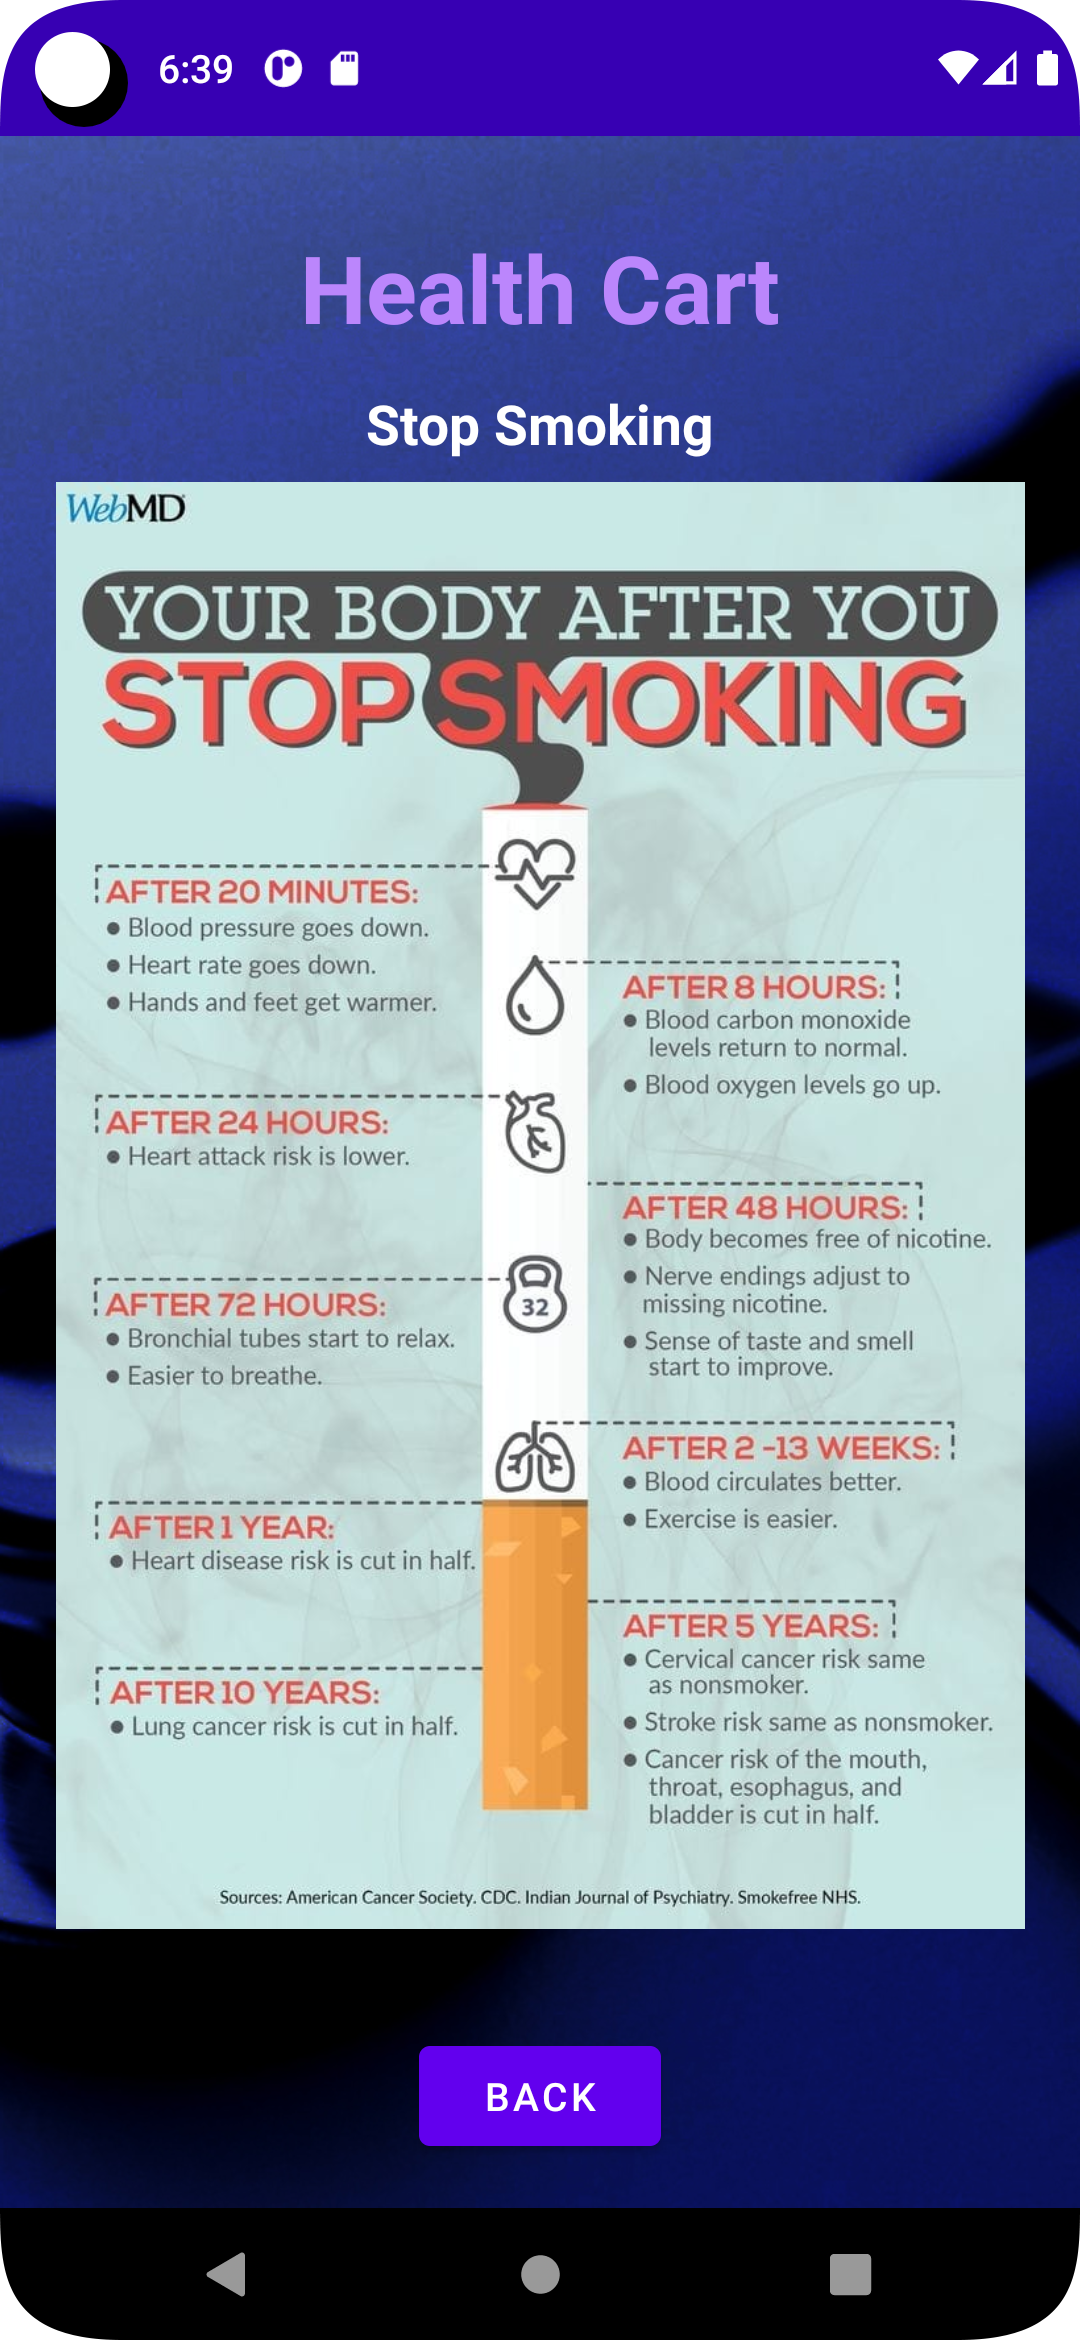 6:39
Health Cart
Stop Smoking
WebMD
YOUR BODY AFTER YOU
STOP SMOKING
AFTER 20 MINUTES:
● Blood pressure goes down.
● Heart rate goes down.
● Hands and feet get warmer.
AFTER 8 HOURS:
● Blood carbon monoxide
levels return to normal.
● Blood oxygen levels go up.
AFTER 24 HOURS:
● Heart attack risk is lower.
AFTER 48 HOURS:
● Body becomes free of nicotine.
● Nerve endings adjust to
missing nicotine.
● Sense of taste and smell
start to improve.
32
AFTER 72 HOURS:
● Bronchial tubes start to relax.
● Easier to breathe.
AFTER 2 -13 WEEKS:
● Blood circulates better.
● Exercise is easier.
AFTER 1 YEAR:
● Heart disease risk is cut in half.
AFTER 5 YEARS:
● Cervical cancer risk same
as nonsmoker.
● Stroke risk same as nonsmoker.
● Cancer risk of the mouth,
throat, esophagus, and
bladder is cut in half.
AFTER 10 YEARS:
● Lung cancer risk is cut in half.
Sources: American Cancer Society. CDC. Indian Journal of Psychiatry. Smokefree NHS.
BACK